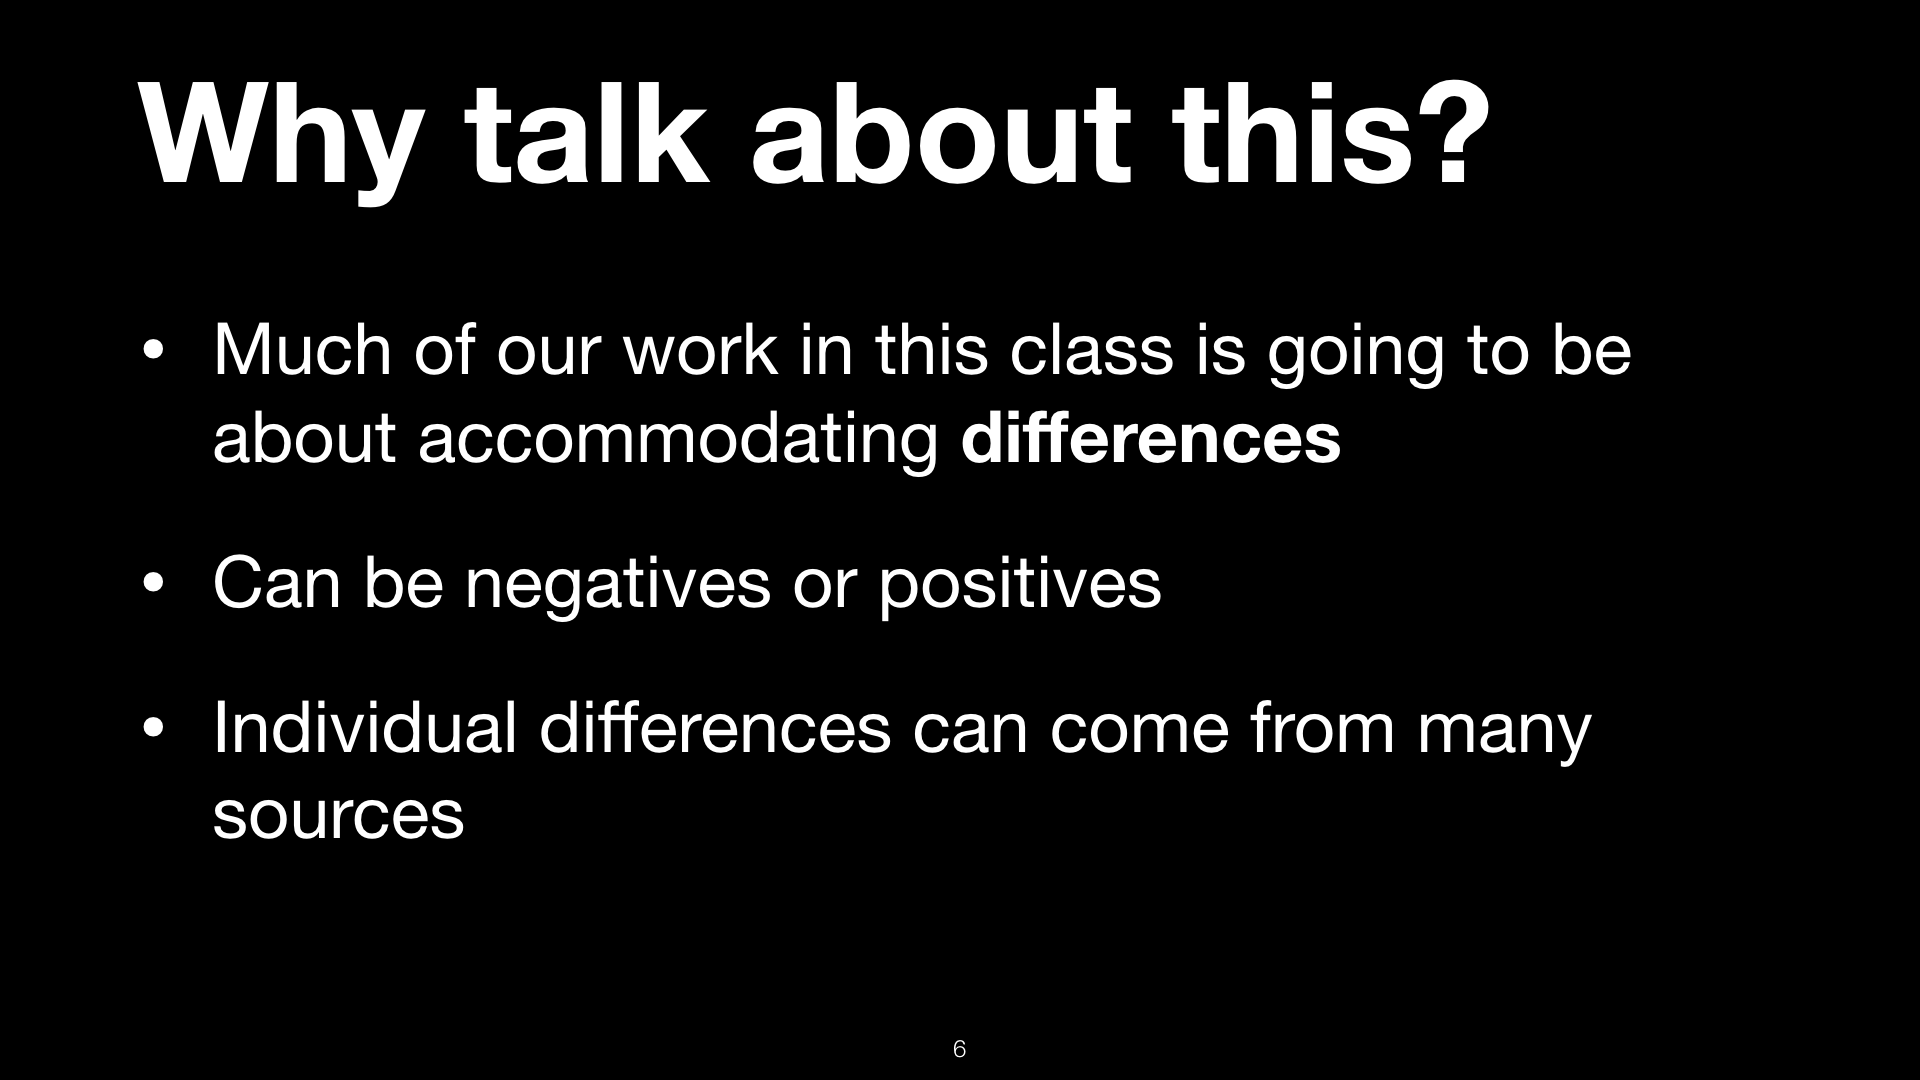 Why talk about this?
• Much of our work in this class is going to be
about accommodating differences
• Can be negatives or positives
• Individual differences can come from many
sources
6